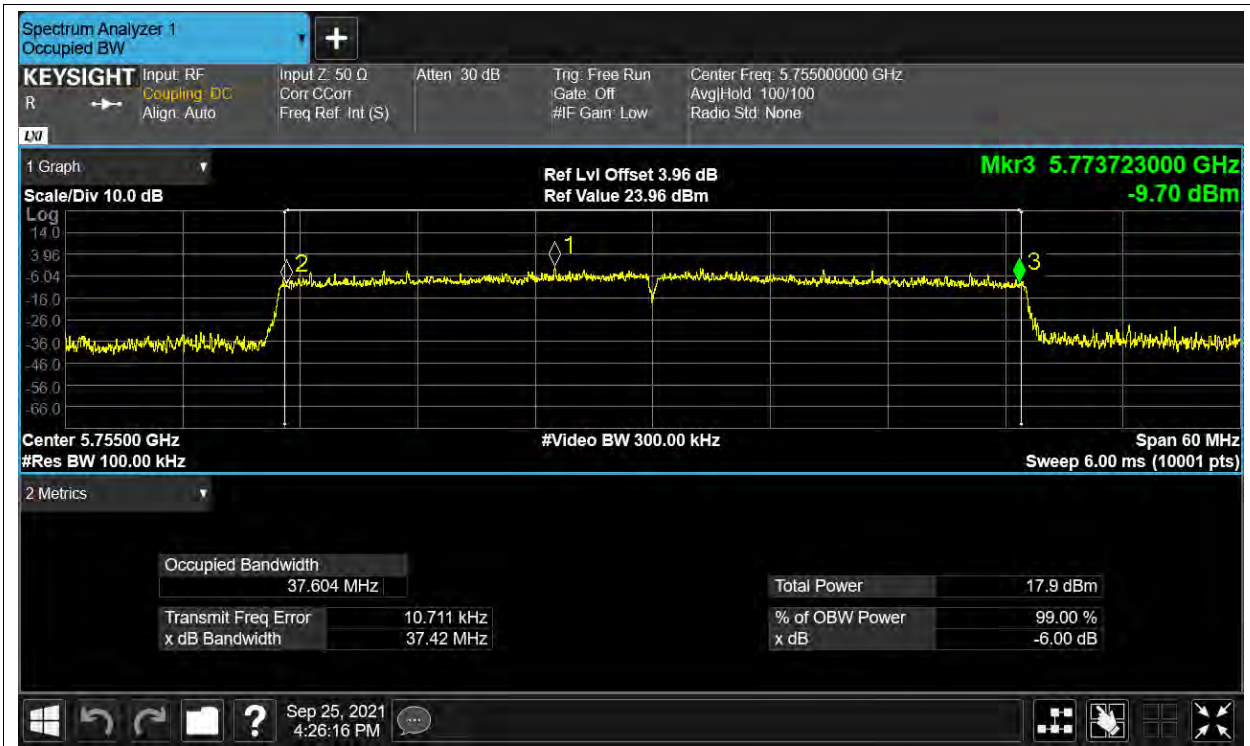 Spectrum Analyzer 1
Occupied BW
KEYSIGHT
R
LXI
Input: RF
Coupling: DC
Align: Auto
Input Z: 50 Ω
Corr CCorr
Freq Ref: Int (S)
Atten: 30 dB
Trig: Free Run
Gate: Off
#IF Gain: Low
Center Freq: 5.755000000 GHz
Avg|Hold: 100/100
Radio Std: None
1 Graph
Scale/Div 10.0 dB
Ref Lvl Offset 3.96 dB
Ref Value 23.96 dBm
Mkr3 5.773723000 GHz
-9.70 dBm
Log
14.0
3.96
-6.04
-16.0
-26.0
-36.0
-46.0
-56.0
-66.0
2
1
3
Center 5.75500 GHz
#Res BW 100.00 kHz
#Video BW 300.00 kHz
Span 60 MHz
Sweep 6.00 ms (10001 pts)
2 Metrics
Occupied Bandwidth
37.604 MHz
Transmit Freq Error 10.711 kHz
x dB Bandwidth 37.42 MHz
Total Power 17.9 dBm
% of OBW Power 99.00 %
x dB -6.00 dB
?
Sep 25, 2021
4:26:16 PM